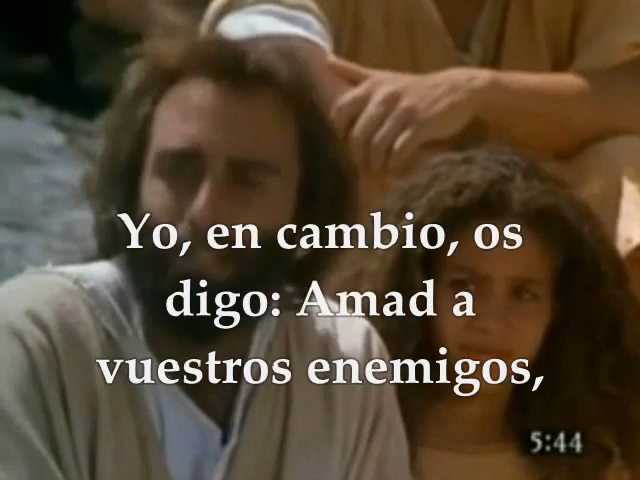 Yo, en cambio, os
digo: Amad a
vuestros enemigos,
5:44